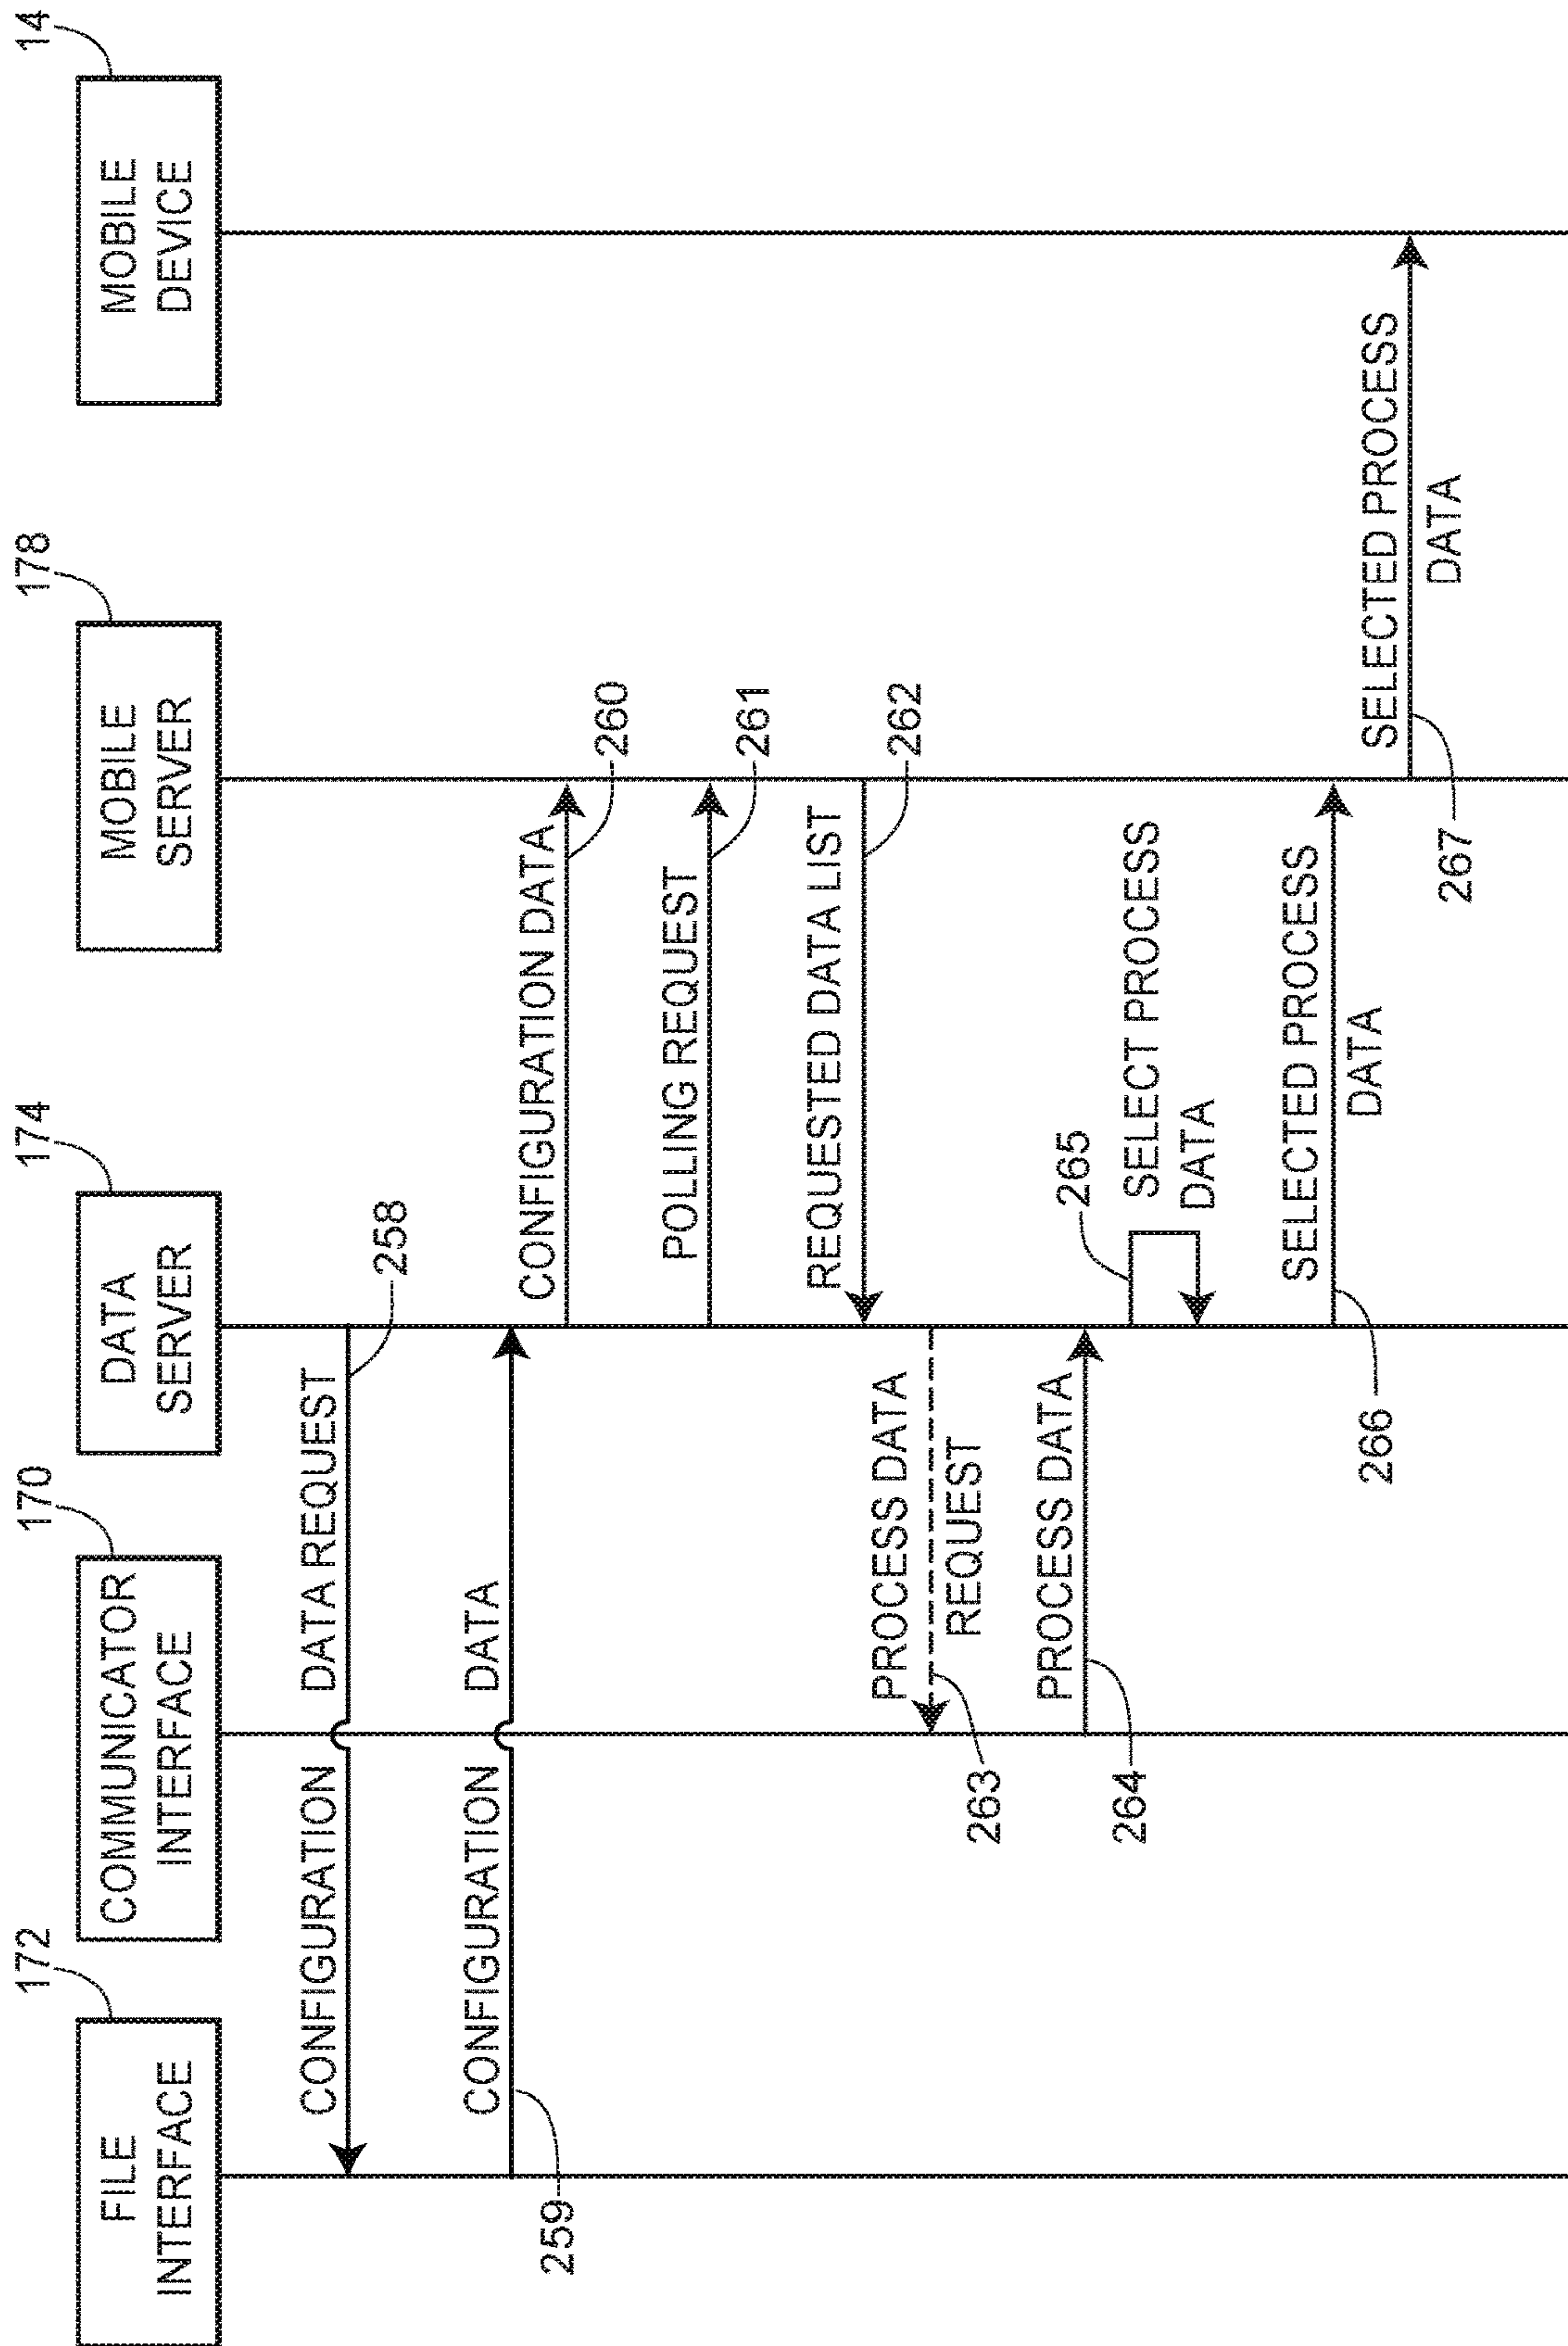 172
FILE
INTERFACE
170
COMMUNICATOR
INTERFACE
174
DATA
SERVER
178
MOBILE
SERVER
14
MOBILE
DEVICE
CONFIGURATION DATA REQUEST
258
CONFIGURATION DATA
259
CONFIGURATION DATA
260
POLLING REQUEST
261
REQUESTED DATA LIST
262
PROCESS DATA
REQUEST
263
PROCESS DATA
264
265
SELECT PROCESS
DATA
SELECTED PROCESS
DATA
266
SELECTED PROCESS
DATA
267